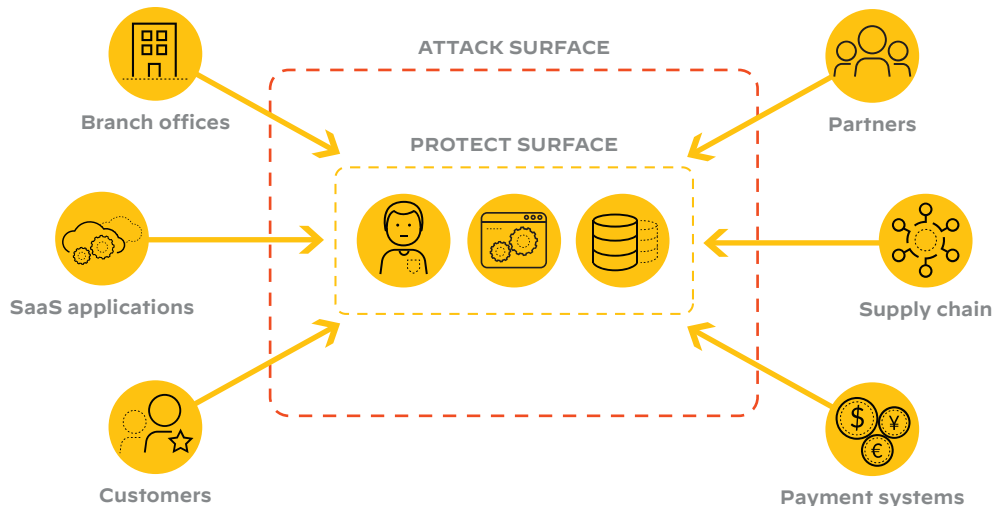 ATTACK SURFACE
Branch offices
Partners
PROTECT SURFACE
SaaS applications
Supply chain
$
¥
€
Customers
Payment systems